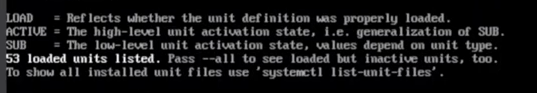 LOAD   = Reflects whether the unit definition was properly loaded.
ACTIVE = The high-level unit activation state, i.e. generalization of SUB.
SUB    = The low-level unit activation state, values depend on unit type.
53 loaded units listed. Pass --all to see loaded but inactive units, too.
To show all installed unit files use 'systemctl list-unit-files'.